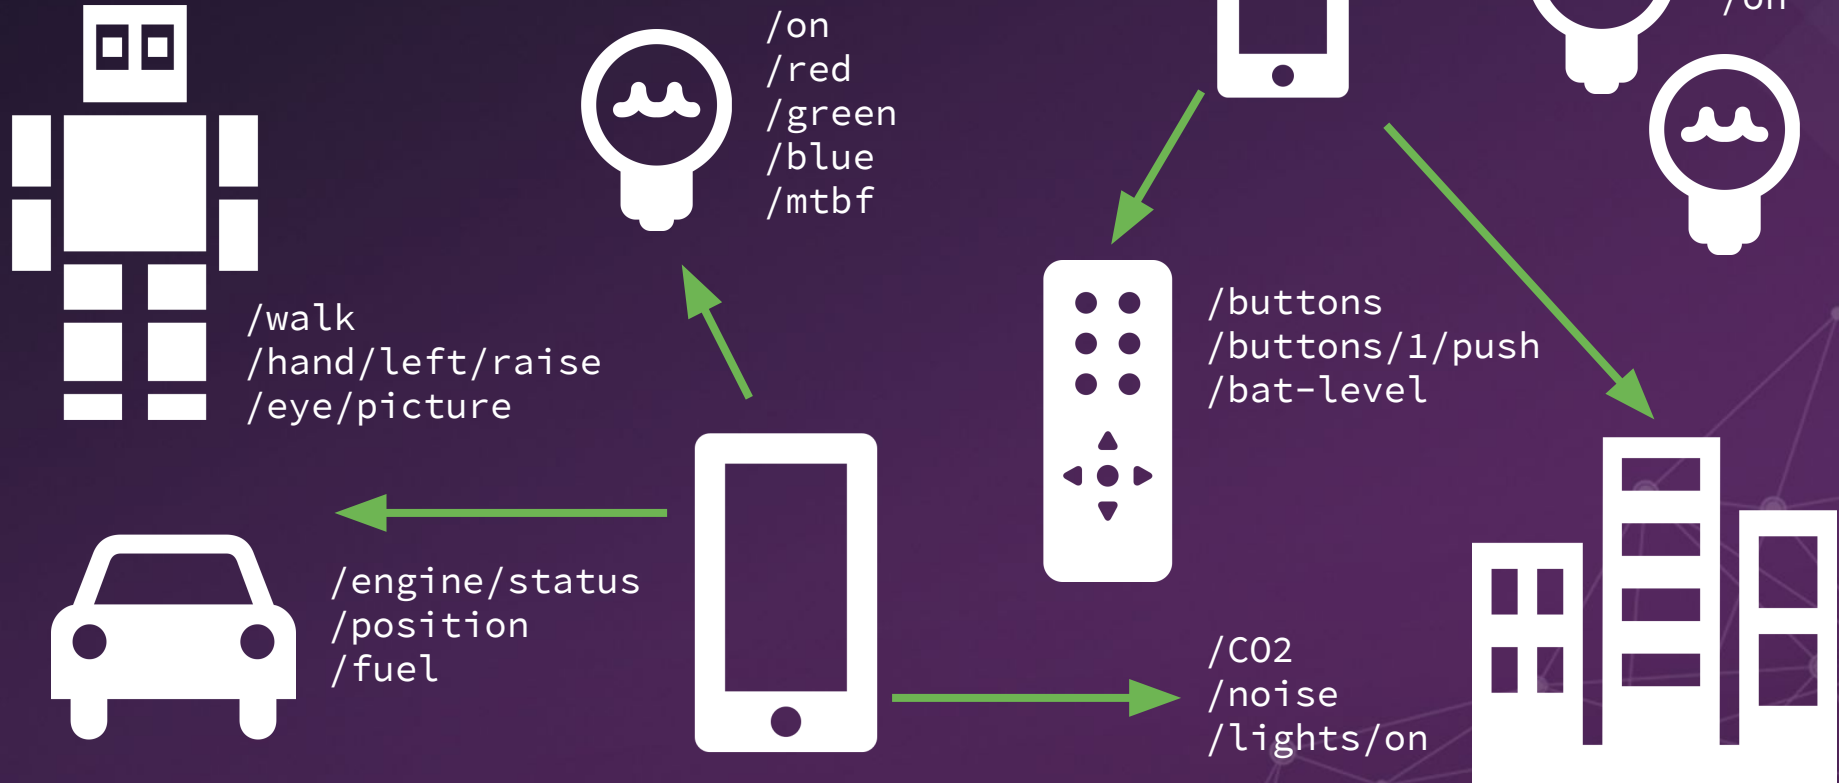 /on
/red
/green
/blue
/mtbf
/on
/walk
/hand/left/raise
/eye/picture
/buttons
/buttons/1/push
/bat-level
/engine/status
/position
/fuel
/CO2
/noise
/lights/on